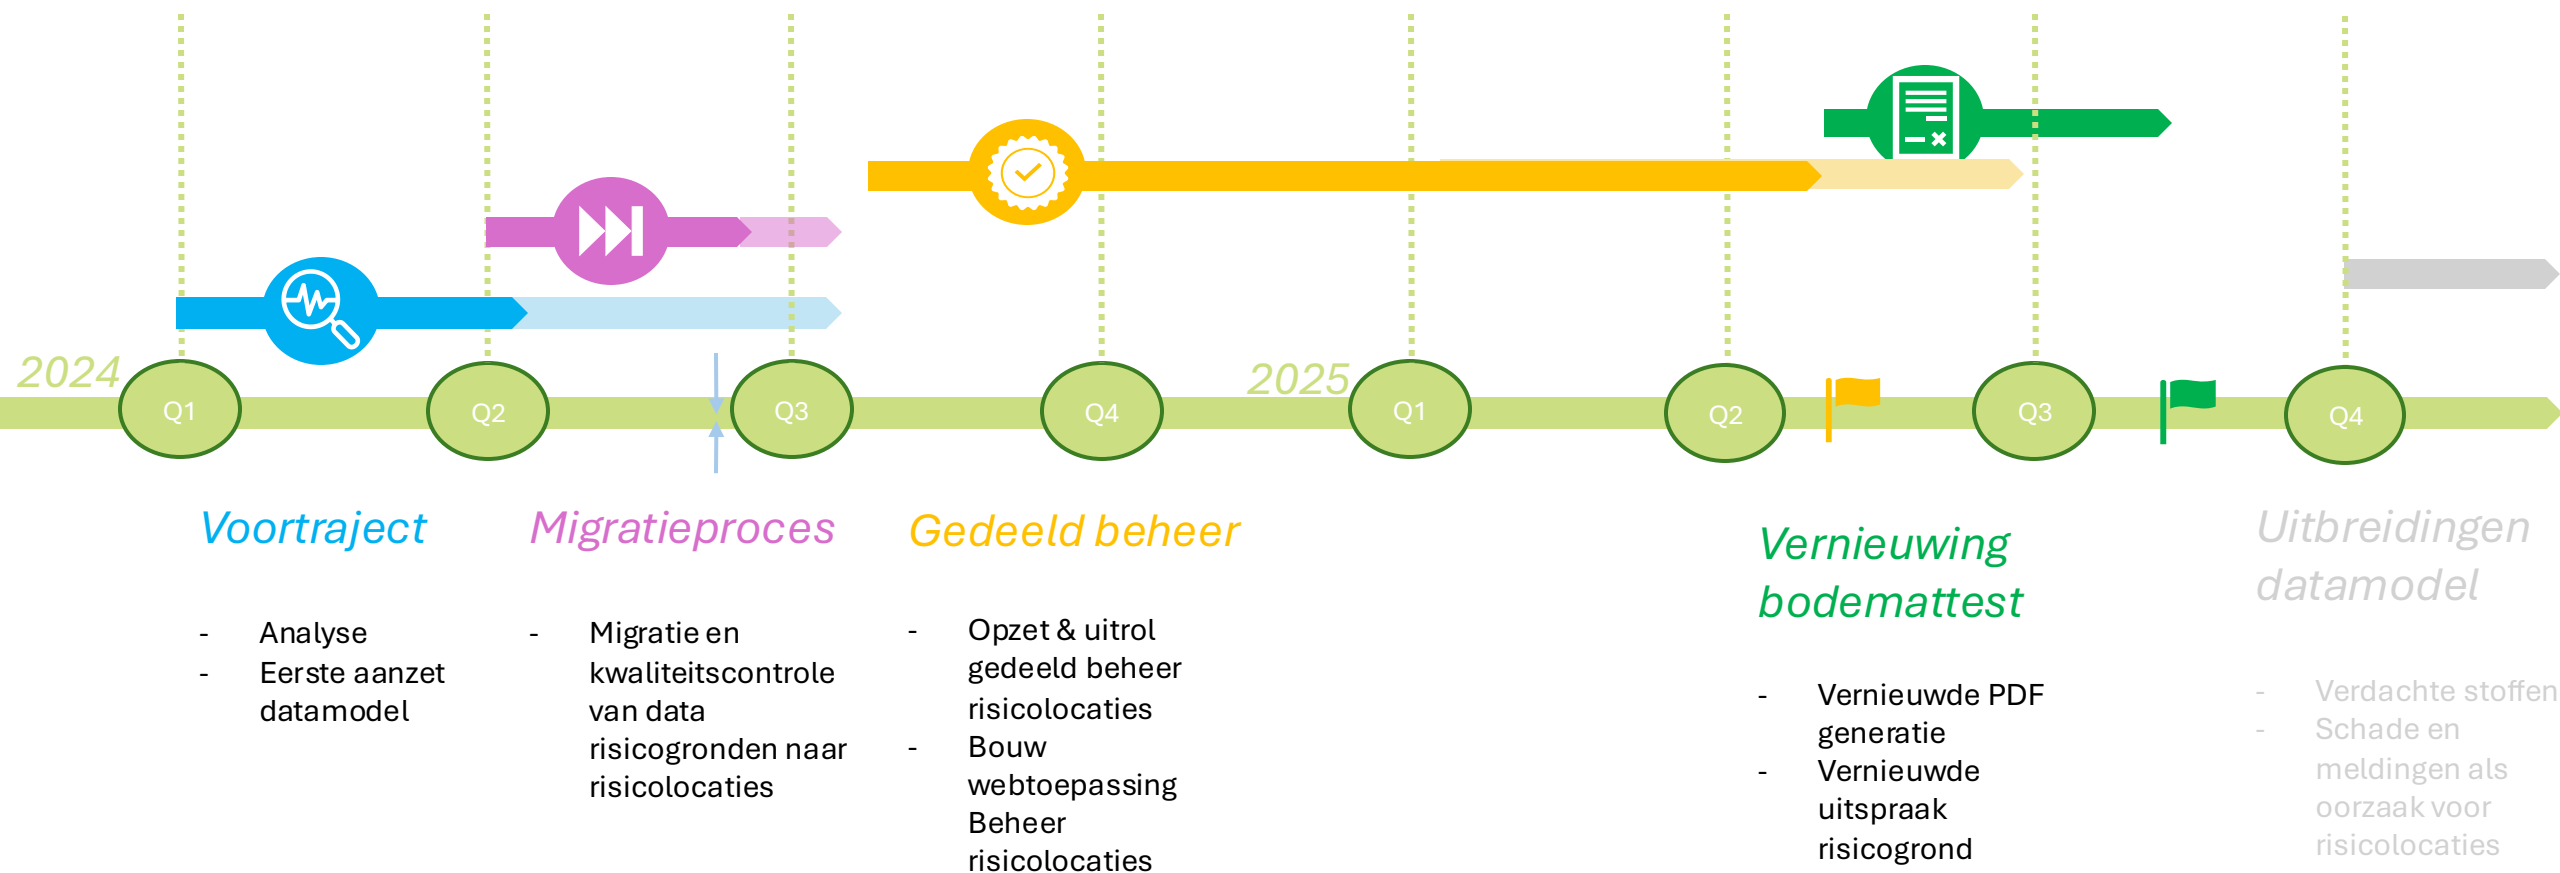 2024
Q1
Q2
Q3
Q4
2025
Q1
Q2
Q3
Q4
Voortraject
- Analyse
- Eerste aanzet
datamodel
Migratieproces
- Migratie en
kwaliteitscontrole
van data
risicogronden naar
risicolocaties
Gedeeld beheer
- Opzet & uitrol
gedeeld beheer
risicolocaties
- Bouw
webtoepassing
Beheer
risicolocaties
Vernieuwing
bodemattest
- Vernieuwde PDF
generatie
- Vernieuwde
uitspraak
risicogrond
Uitbreidingen
datamodel
- Verdachte stoffen
- Schade en
meldingen als
oorzaak voor
risicolocaties